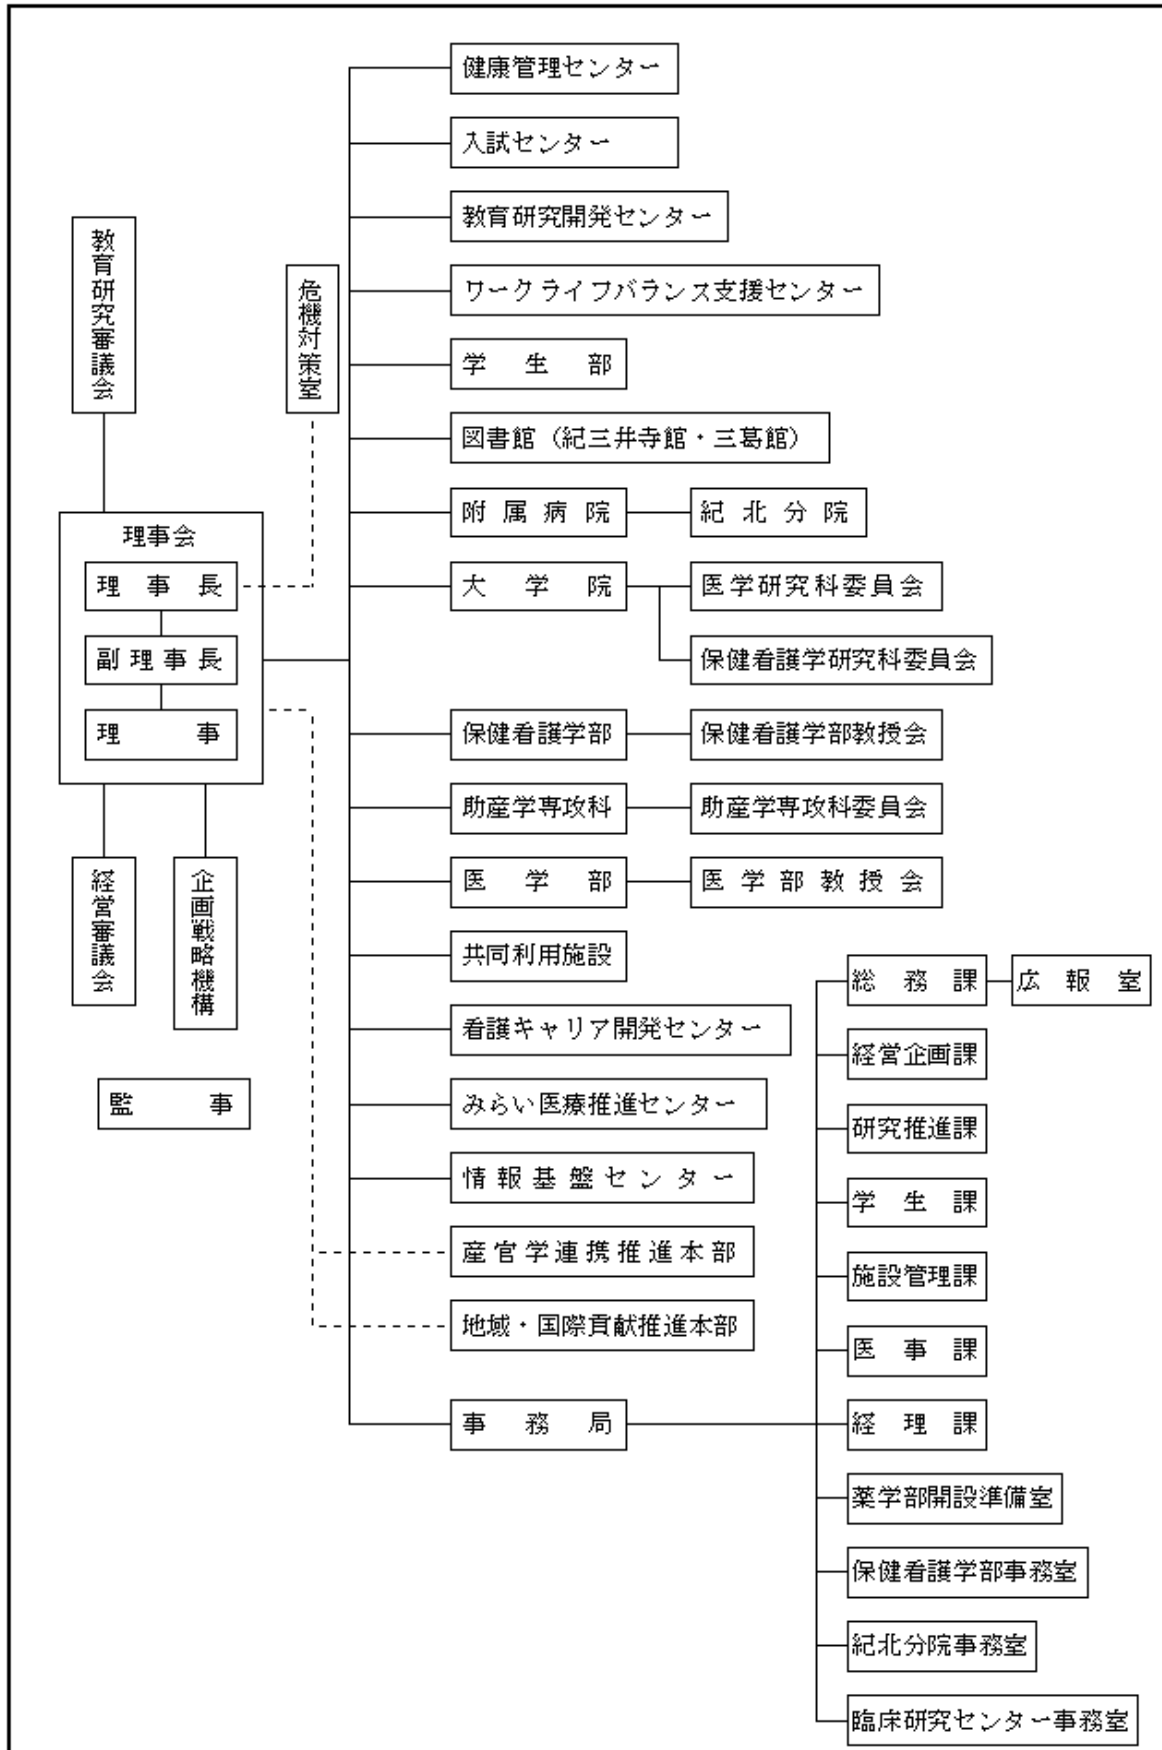 健康管理センター
入試センター
教育研究開発センター
ワークライフバランス支援センター
学生部
図書館（紀三井寺館・三葛館）
附属病院
紀北分院
大学院
医学研究科委員会
保健看護学研究科委員会
保健看護学部
保健看護学部教授会
助産学専攻科
助産学専攻科委員会
医学部
医学部教授会
共同利用施設
看護キャリア開発センター
みらい医療推進センター
情報基盤センター
産官学連携推進本部
地域・国際貢献推進本部
事務局
教育研究審議会
危機対策室
理事会
理事長
副理事長
理事
経営審議会
企画戦略機構
監事
総務課
広報室
経営企画課
研究推進課
学生課
施設管理課
医事課
経理課
薬学部開設準備室
保健看護学部事務室
紀北分院事務室
臨床研究センター事務室